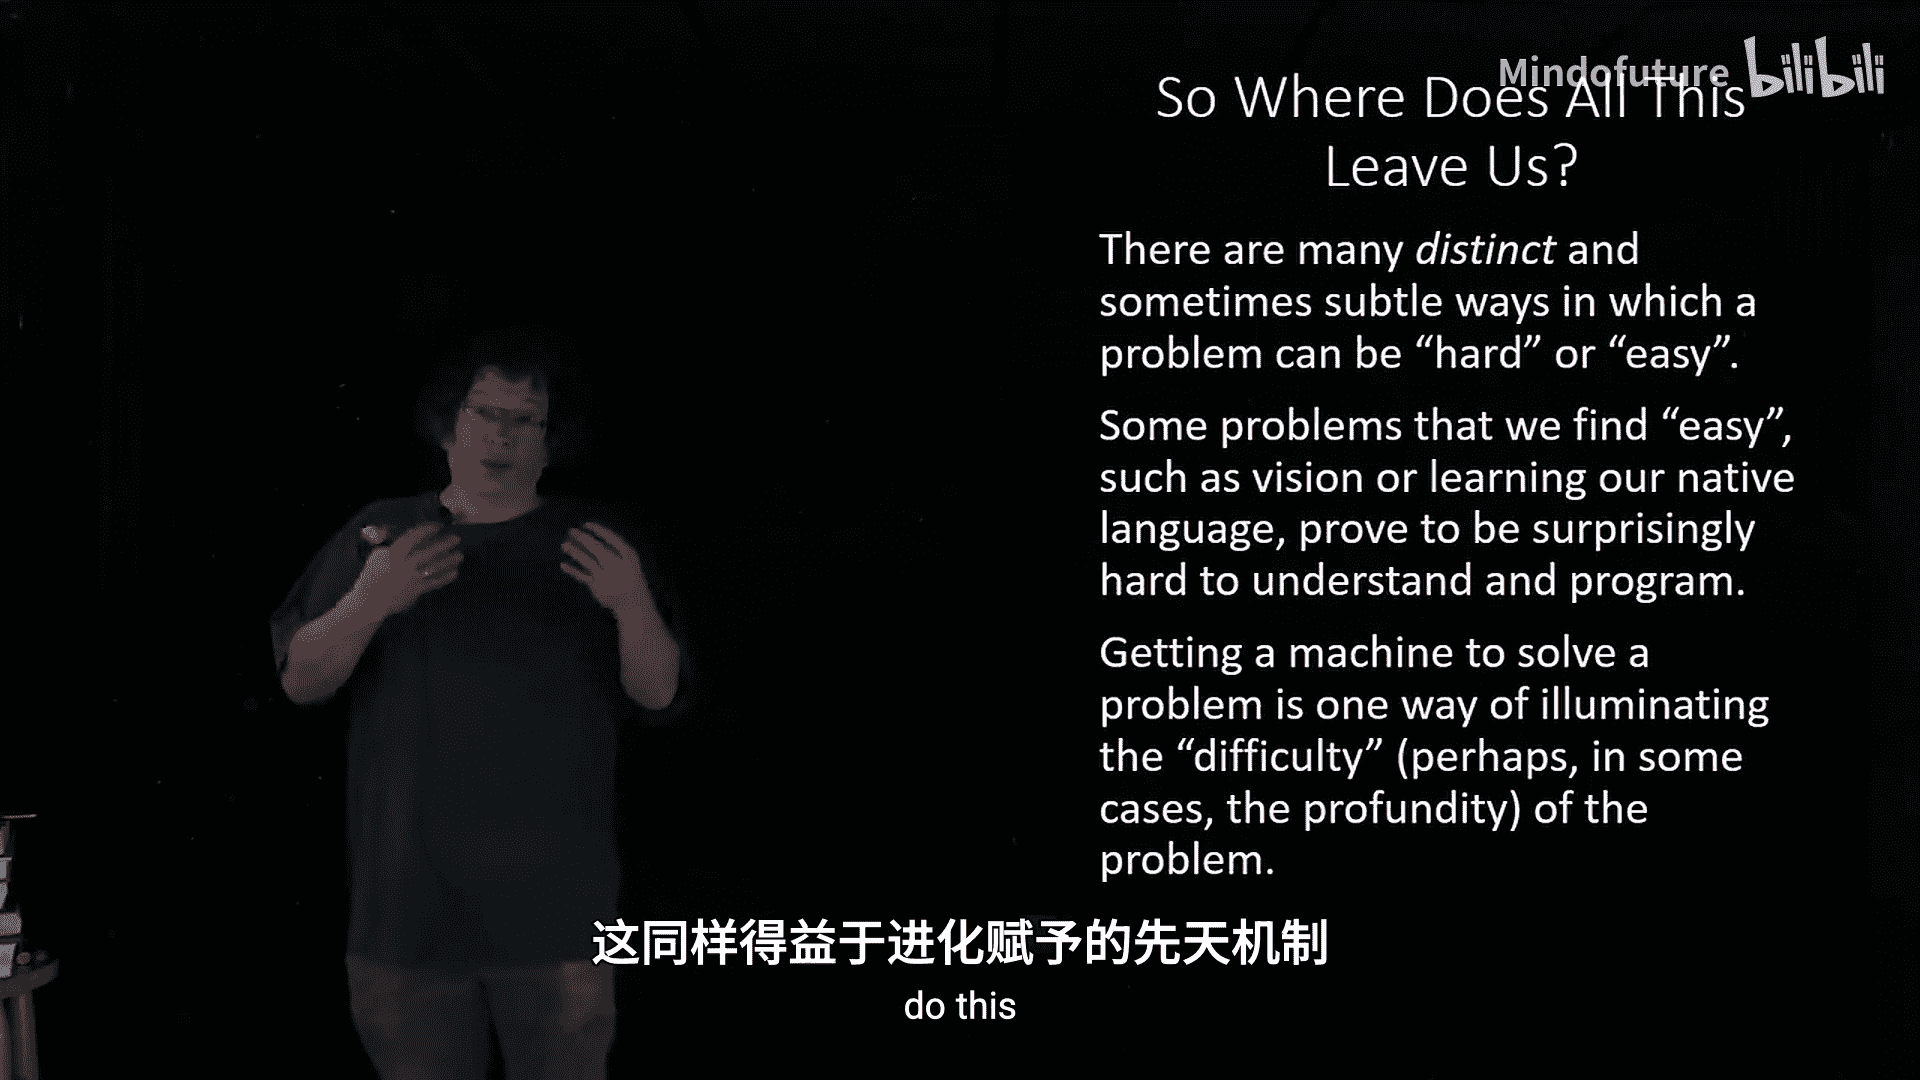 Mindofuture bilibili
So Where Does All This
Leave Us?
There are many distinct and
sometimes subtle ways in which a
problem can be “hard” or “easy”.
Some problems that we find “easy”,
such as vision or learning our native
language, prove to be surprisingly
hard to understand and program.
Getting a machine to solve a
problem is one way of illuminating
the “difficulty” (perhaps, in some
cases, the profundity) of the
problem.
这同样得益于进化赋予的先天机制
do this